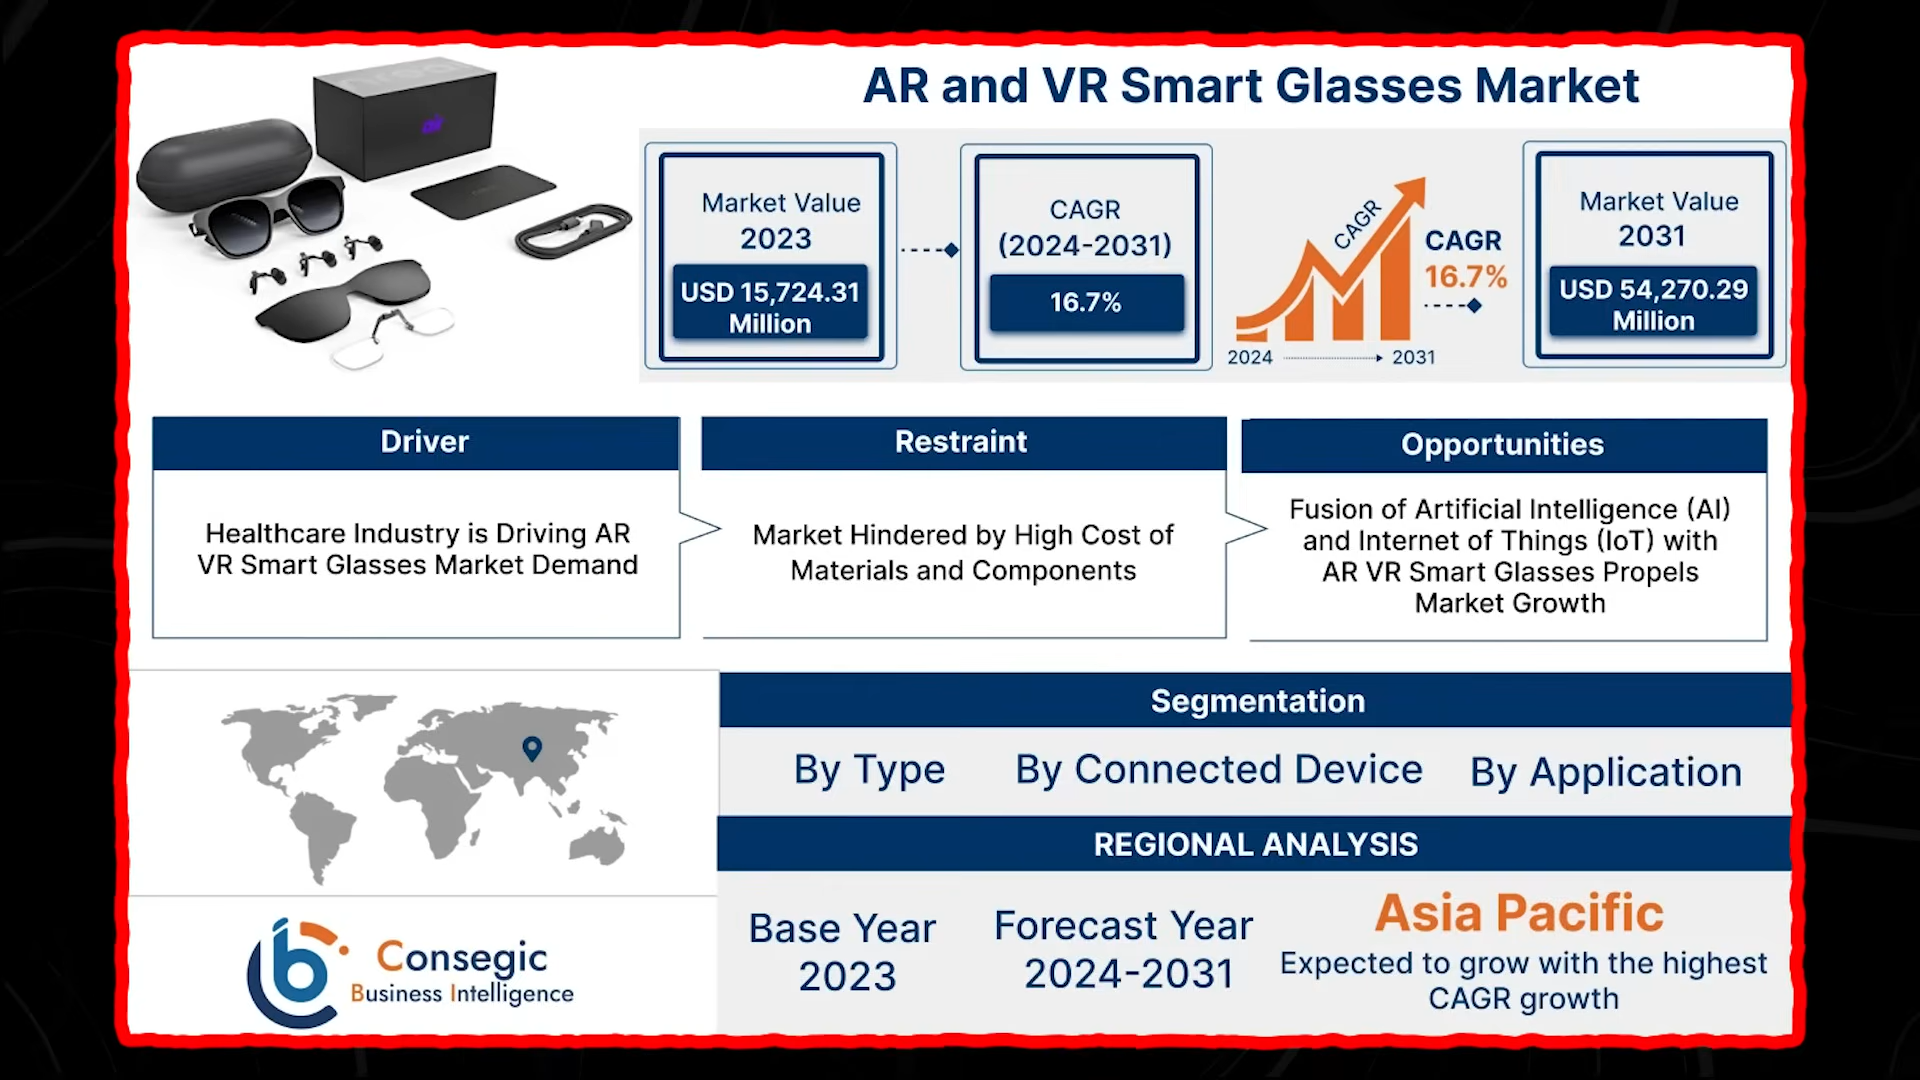 AR and VR Smart Glasses Market
air
Market Value
2023
USD 15,724.31
Million
CAGR
(2024-2031)
16.7%
CAGR
2024
2031
CAGR
16.7%
Market Value
2031
USD 54,270.29
Million
Driver
Healthcare Industry is Driving AR
VR Smart Glasses Market Demand
Restraint
Market Hindered by High Cost of
Materials and Components
Opportunities
Fusion of Artificial Intelligence (AI)
and Internet of Things (IoT) with
AR VR Smart Glasses Propels
Market Growth
Segmentation
By Type
By Connected Device
By Application
REGIONAL ANALYSIS
Base Year
2023
Forecast Year
2024-2031
Asia Pacific
Expected to grow with the highest
CAGR growth
Consegic
Business Intelligence